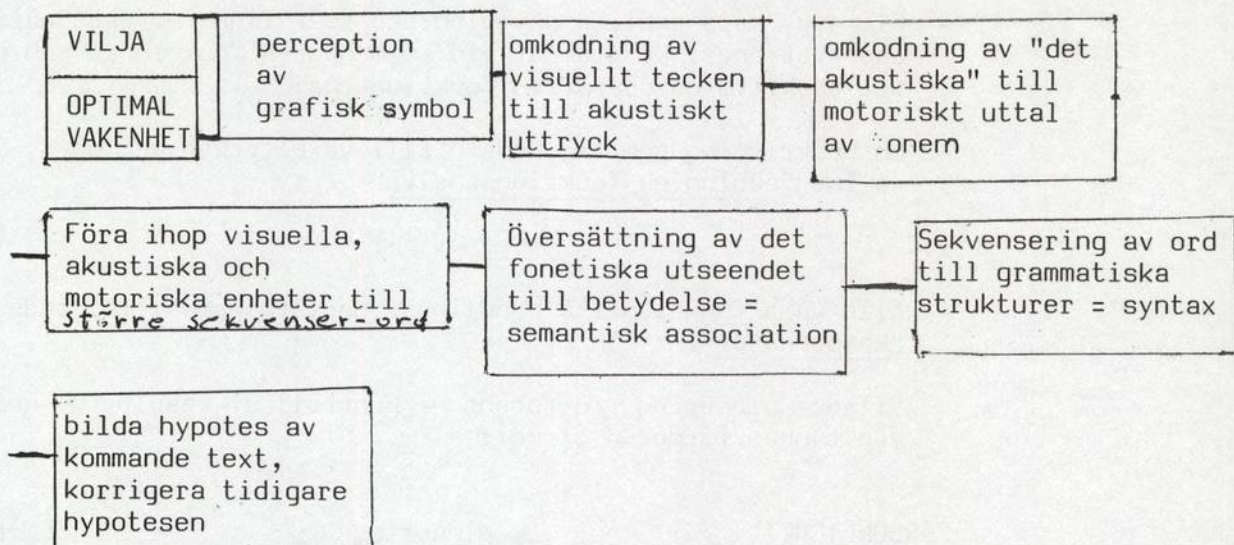 VILJA
OPTIMAL
VAKENHET
perception
av
grafisk symbol
omkodning av
visuellt tecken
till akustiskt
uttryck
omkodning av "det
akustiska" till
motoriskt uttal
av
Föra ihop visuella,
akustiska och
motoriska enheter till
större sekvenser-ord
Översättning av det
fonetiska utseendet
till betydelse =
semantisk association
Sekvensering av ord
till grammatiska
strukturer = syntax
bilda hypotes av
kommande text,
korrigera tidigare
hypotesen